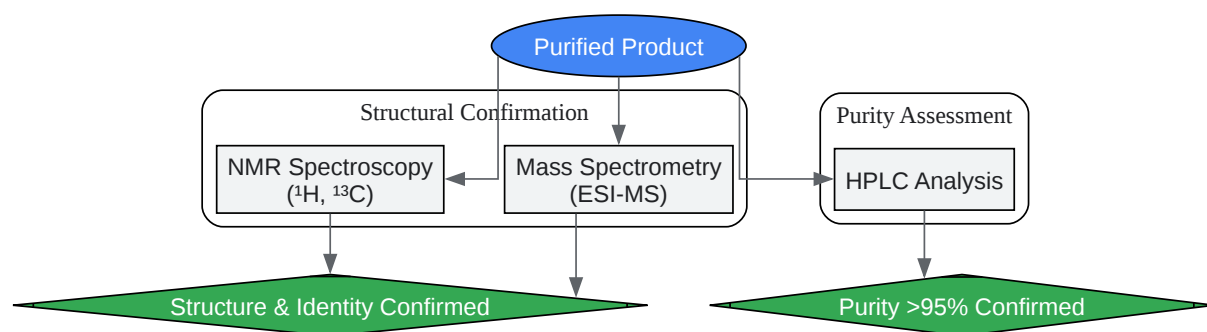 Purified Product
Structural Confirmation
Purity Assessment
NMR Spectroscopy
(¹H, ¹³C)
Mass Spectrometry
(ESI-MS)
HPLC Analysis
Structure & Identity Confirmed
Purity >95% Confirmed